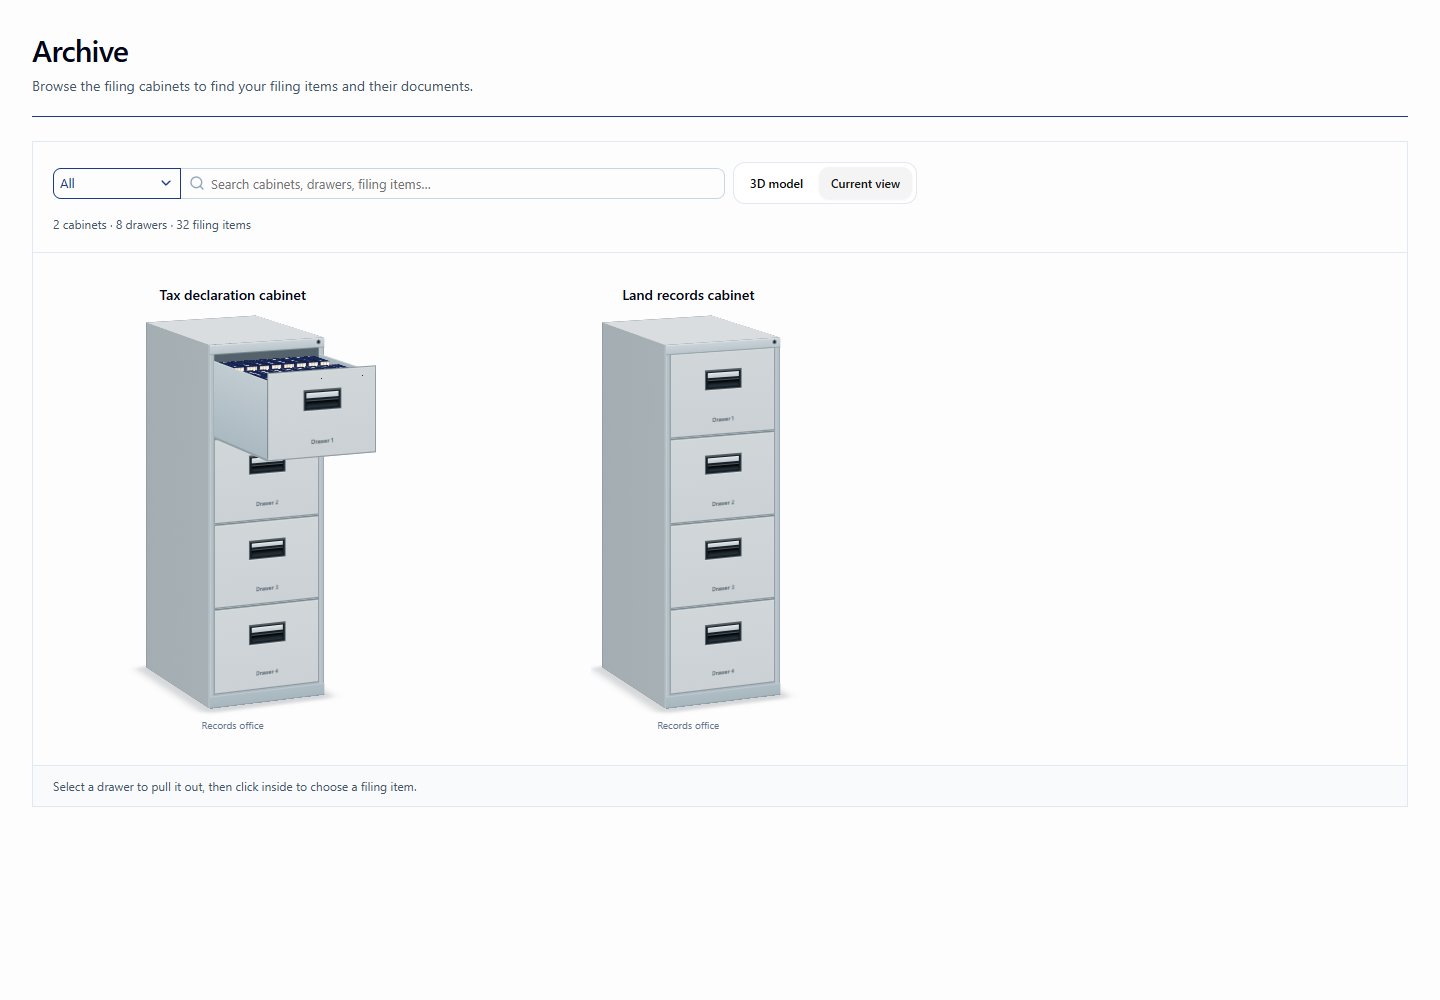 Archive
Browse the filing cabinets to find your filing items and their documents.
All
Search cabinets, drawers, filing items...
3D model
Current view
2 cabinets · 8 drawers · 32 filing items
Tax declaration cabinet
Land records cabinet
Drawer 1
Drawer 2
Drawer 3
Drawer 4
Drawer 1
Drawer 2
Drawer 3
Drawer 4
Records office
Records office
Select a drawer to pull it out, then click inside to choose a filing item.